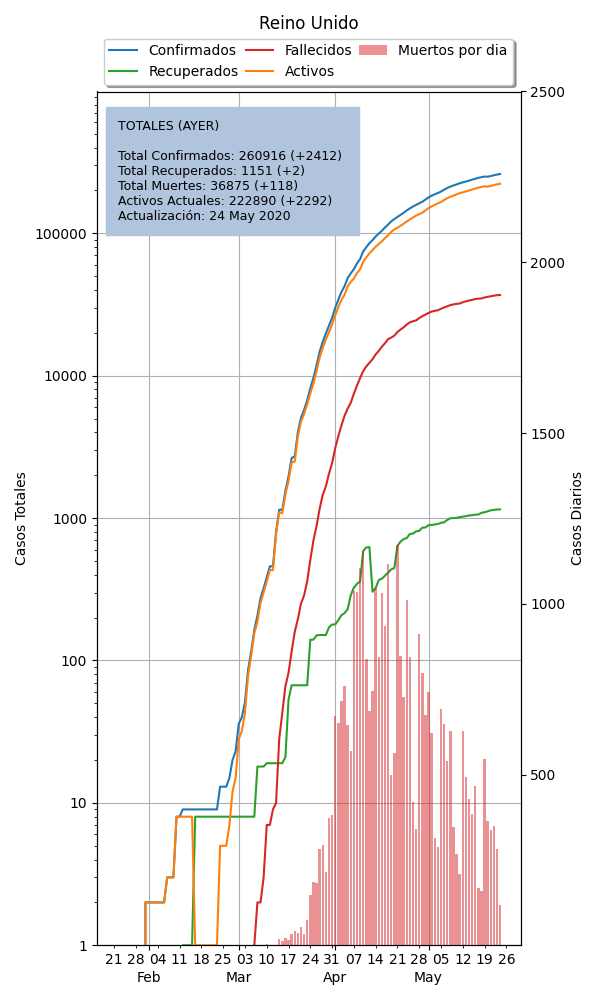 Reino Unido
Confirmados Fallecidos Muertos por dia
Recuperados Activos
TOTALES (AYER)
Total Confirmados: 260916 (+2412)
Total Recuperados: 1151 (+2)
Total Muertes: 36875 (+118)
Activos Actuales: 222890 (+2292)
Actualización: 24 May 2020
Casos Totales
100000
10000
1000
100
10
1
2500
2000
1500
1000
500
Casos Diarios
21 28 04 11 18 25 03 10 17 24 31 07 14 21 28 05 12 19 26
Feb Mar Apr May